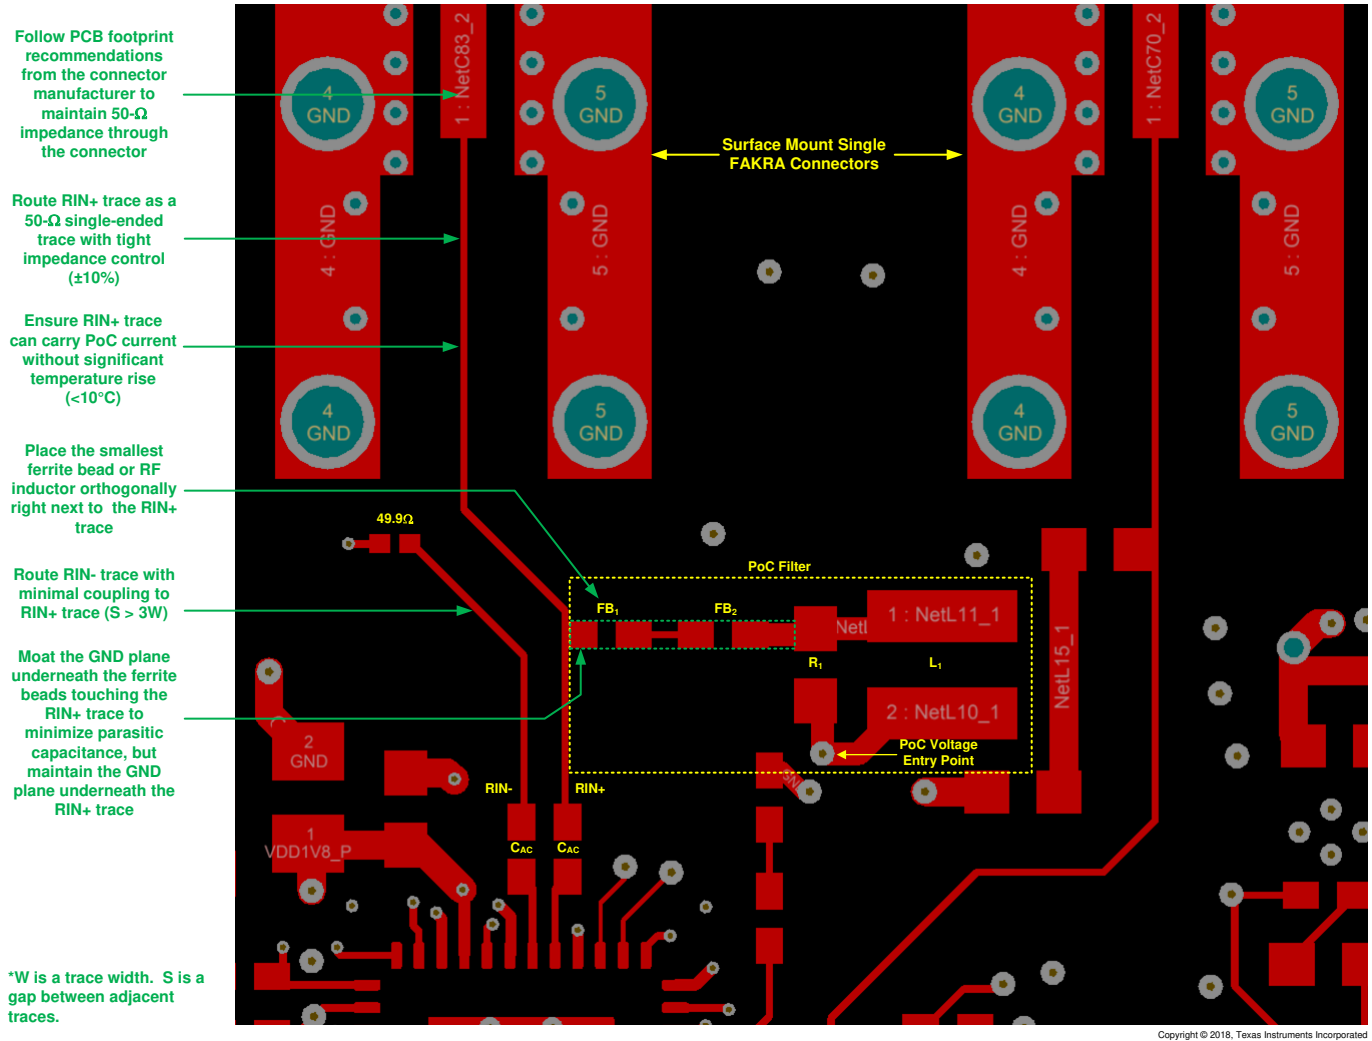 Follow PCB footprint
recommendations
from the connector
manufacturer to
maintain 50-Ω
impedance through
the connector
Route RIN+ trace as a
50-Ω single-ended
trace with tight
impedance control
(±10%)
Ensure RIN+ trace
can carry PoC current
without significant
temperature rise
(<10°C)
Place the smallest
ferrite bead or RF
inductor orthogonally
right next to the RIN+
trace
Route RIN- trace with
minimal coupling to
RIN+ trace (S > 3W)
Moat the GND plane
underneath the ferrite
beads touching the
RIN+ trace to
minimize parasitic
capacitance, but
maintain the GND
plane underneath the
RIN+ trace
*W is a trace width. S is a
gap between adjacent
traces.
1 : NetC83_2
1 : NetC70_2
4
GND
5
GND
4
GND
5
GND
Surface Mount Single
FAKRA Connectors
4 : GND
5 : GND
4 : GND
5 : GND
4
GND
5
GND
4
GND
5
GND
49.9Ω
PoC Filter
FB1
FB2
NetL
1 : NetL11_1
R1
L1
NetL15_1
2 : NetL10_1
PoC Voltage
Entry Point
2
GND
RIN-
RIN+
1
VDD1V8_P
CAC
CAC
Copyright © 2018, Texas Instruments Incorporated